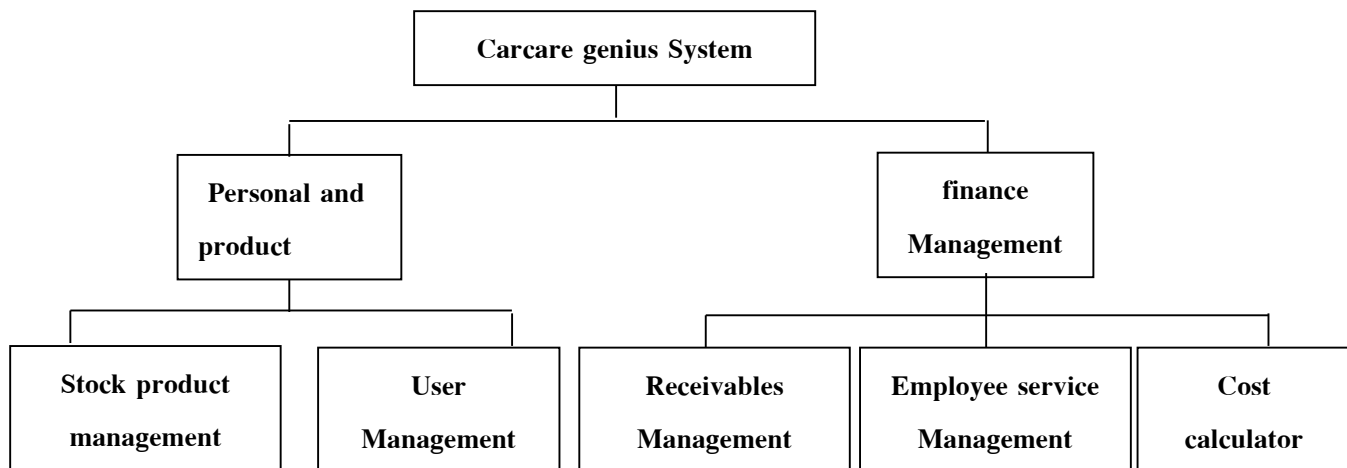 Carcare genius System
Personal and
product
finance
Management
Stock product
management
User
Management
Receivables
Management
Employee service
Management
Cost
calculator